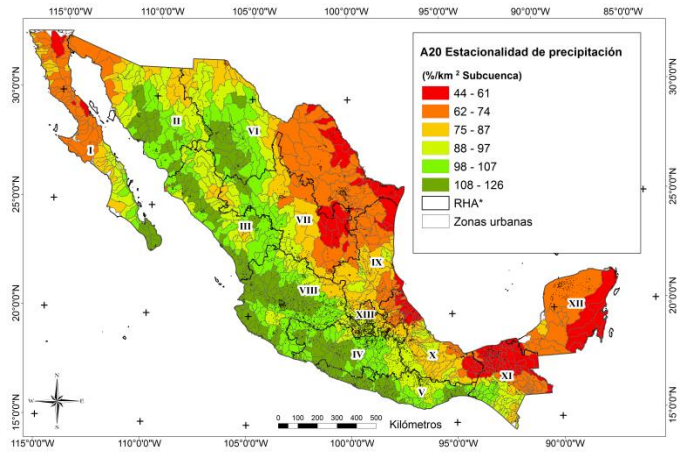 115°0'0"W 110°0'0"W 105°0'0"W 100°0'0"W 95°0'0"W 90°0'0"W
A20 Estacionalidad de precipitación
(%/km ² Subcuenca)
44 - 61
62 - 74
75 - 87
88 - 97
98 - 107
108 - 126
RHA*
Zonas urbanas
30°0'0"N
25°0'0"N
20°0'0"N
15°0'0"N
30°0'0"N
25°0'0"N
20°0'0"N
15°0'0"N
I
II
VI
III
VII
IX
VIII
XIII
IV
X
V
XI
XII
N
W E
S
0 100 200 300 400 500
Kilómetros
115°0'0"W 110°0'0"W 105°0'0"W 100°0'0"W 95°0'0"W 90°0'0"W